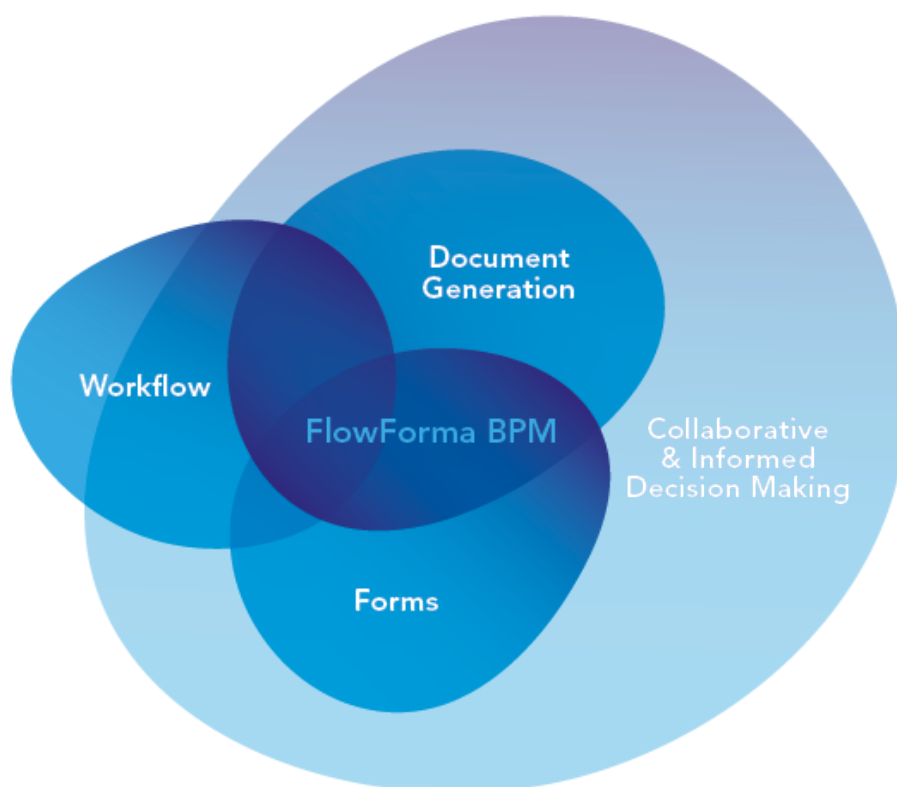 Document
Generation
Workflow
FlowForma BPM
Collaborative
& Informed
Decision Making
Forms